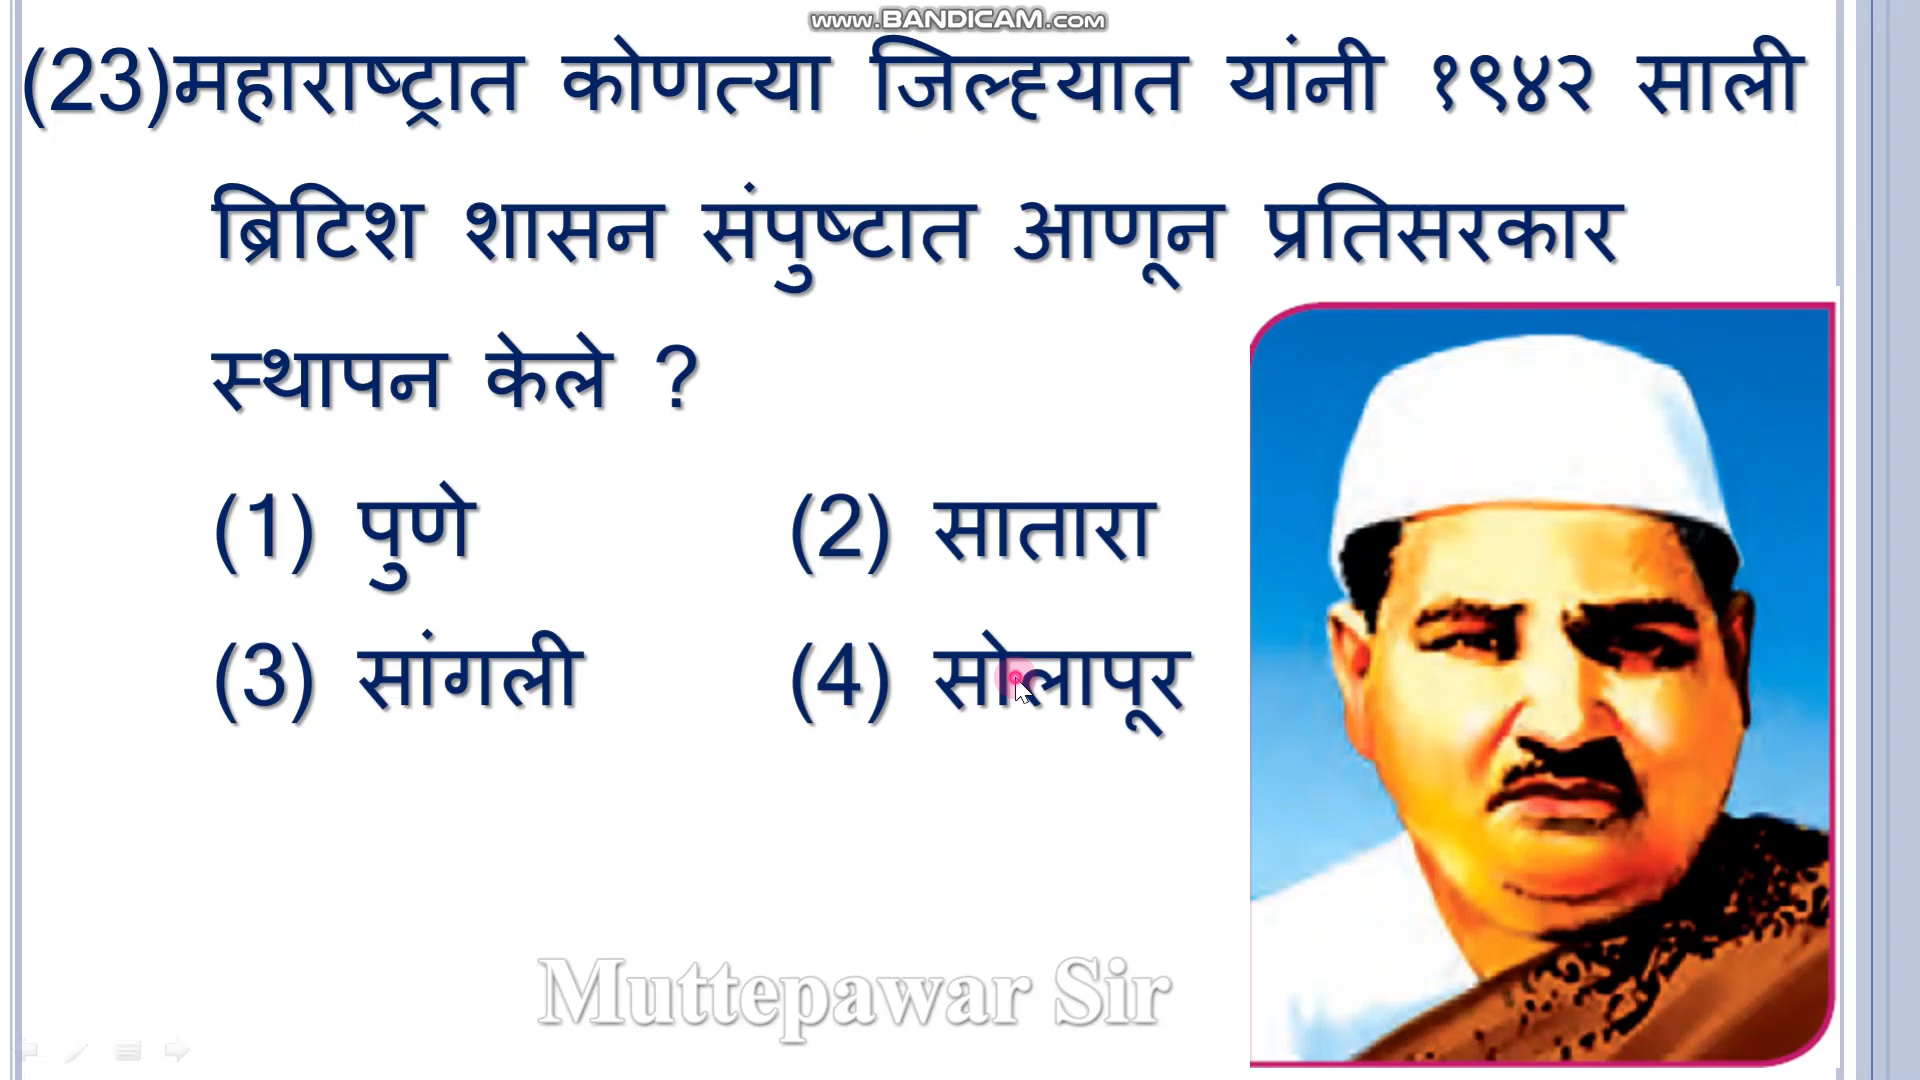 www.BANDICAM.com
(23)महाराष्ट्रात कोणत्या जिल्ह्यात यांनी १९४२ साली
ब्रिटिश शासन संपुष्टात आणून प्रतिसरकार
स्थापन केले ?
(1) पुणे (2) सातारा
(3) सांगली (4) सोलापूर
Muttepawar Sir